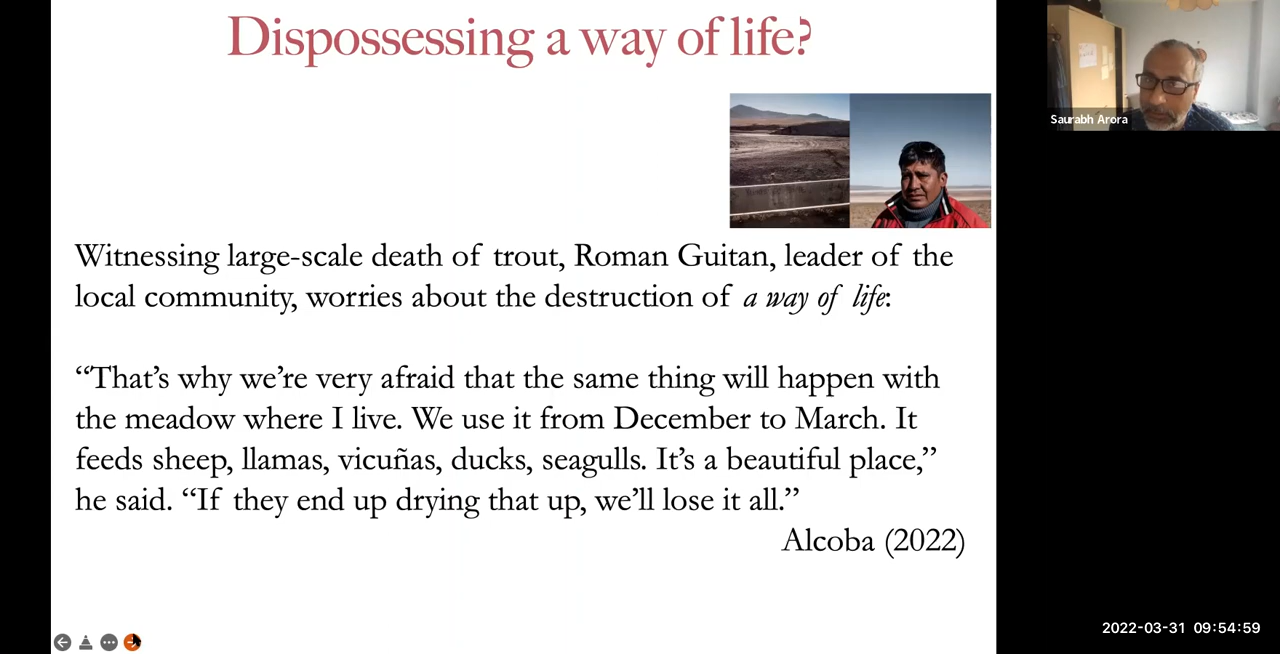 Dispossessing a way of life?
Saurabh Arora
Witnessing large-scale death of trout, Roman Guitan, leader of the
local community, worries about the destruction of a way of life:
“That’s why we’re very afraid that the same thing will happen with
the meadow where I live. We use it from December to March. It
feeds sheep, llamas, vicuñas, ducks, seagulls. It’s a beautiful place,”
he said. “If they end up drying that up, we’ll lose it all.”
Alcoba (2022)
2022-03-31 09:54:59